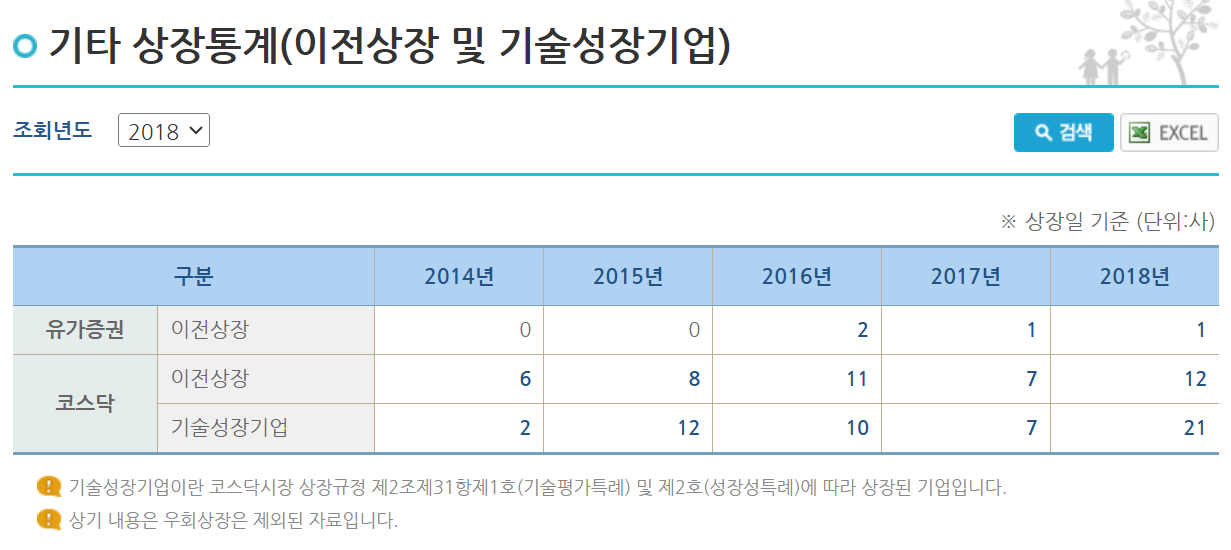 기타 상장통계(이전상장 및 기술성장기업)
조회년도 2018 검색 EXCEL
※ 상장일 기준 (단위:사)
구분 2014년 2015년 2016년 2017년 2018년
유가증권 이전상장 0 0 2 1 1
코스닥 이전상장 6 8 11 7 12
기술성장기업 2 12 10 7 21
기술성장기업이란 코스닥시장 상장규정 제2조제31항제1호(기술평가특례) 및 제2호(성장성특례)에 따라 상장된 기업입니다.
상기 내용은 우회상장은 제외된 자료입니다.